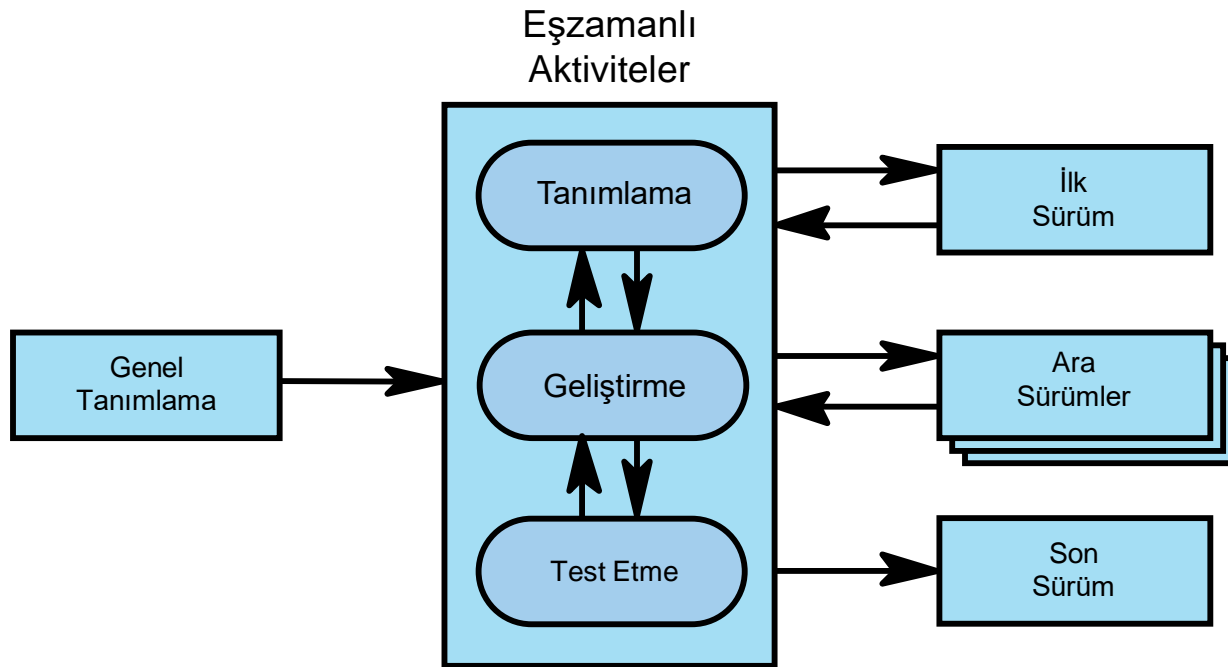 Eşzamanlı
Aktiviteler
Tanımlama
İlk
Sürüm
Genel
Tanımlama
Geliştirme
Ara
Sürümler
Test Etme
Son
Sürüm